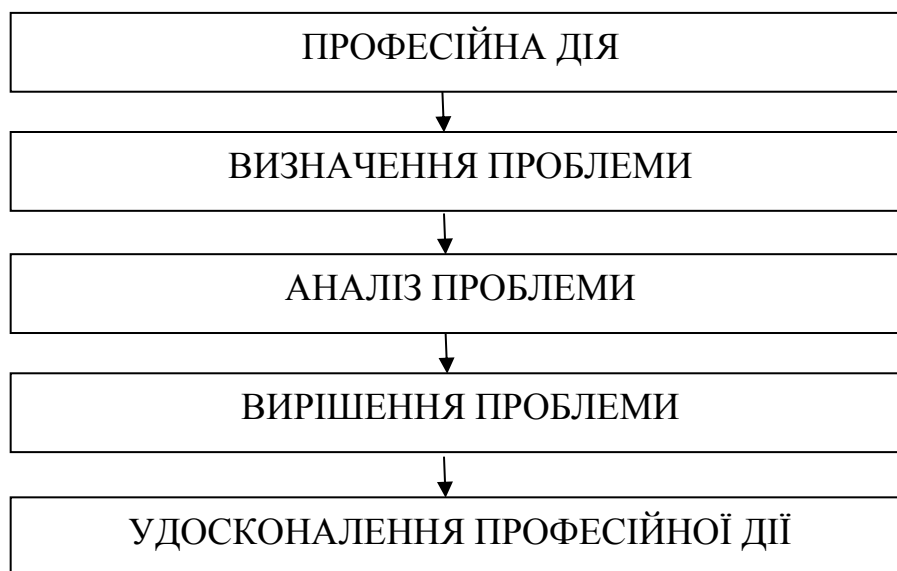 ПРОФЕСІЙНА ДІЯ
ВИЗНАЧЕННЯ ПРОБЛЕМИ
АНАЛІЗ ПРОБЛЕМИ
ВИРІШЕННЯ ПРОБЛЕМИ
УДОСКОНАЛЕННЯ ПРОФЕСІЙНОЇ ДІЇ